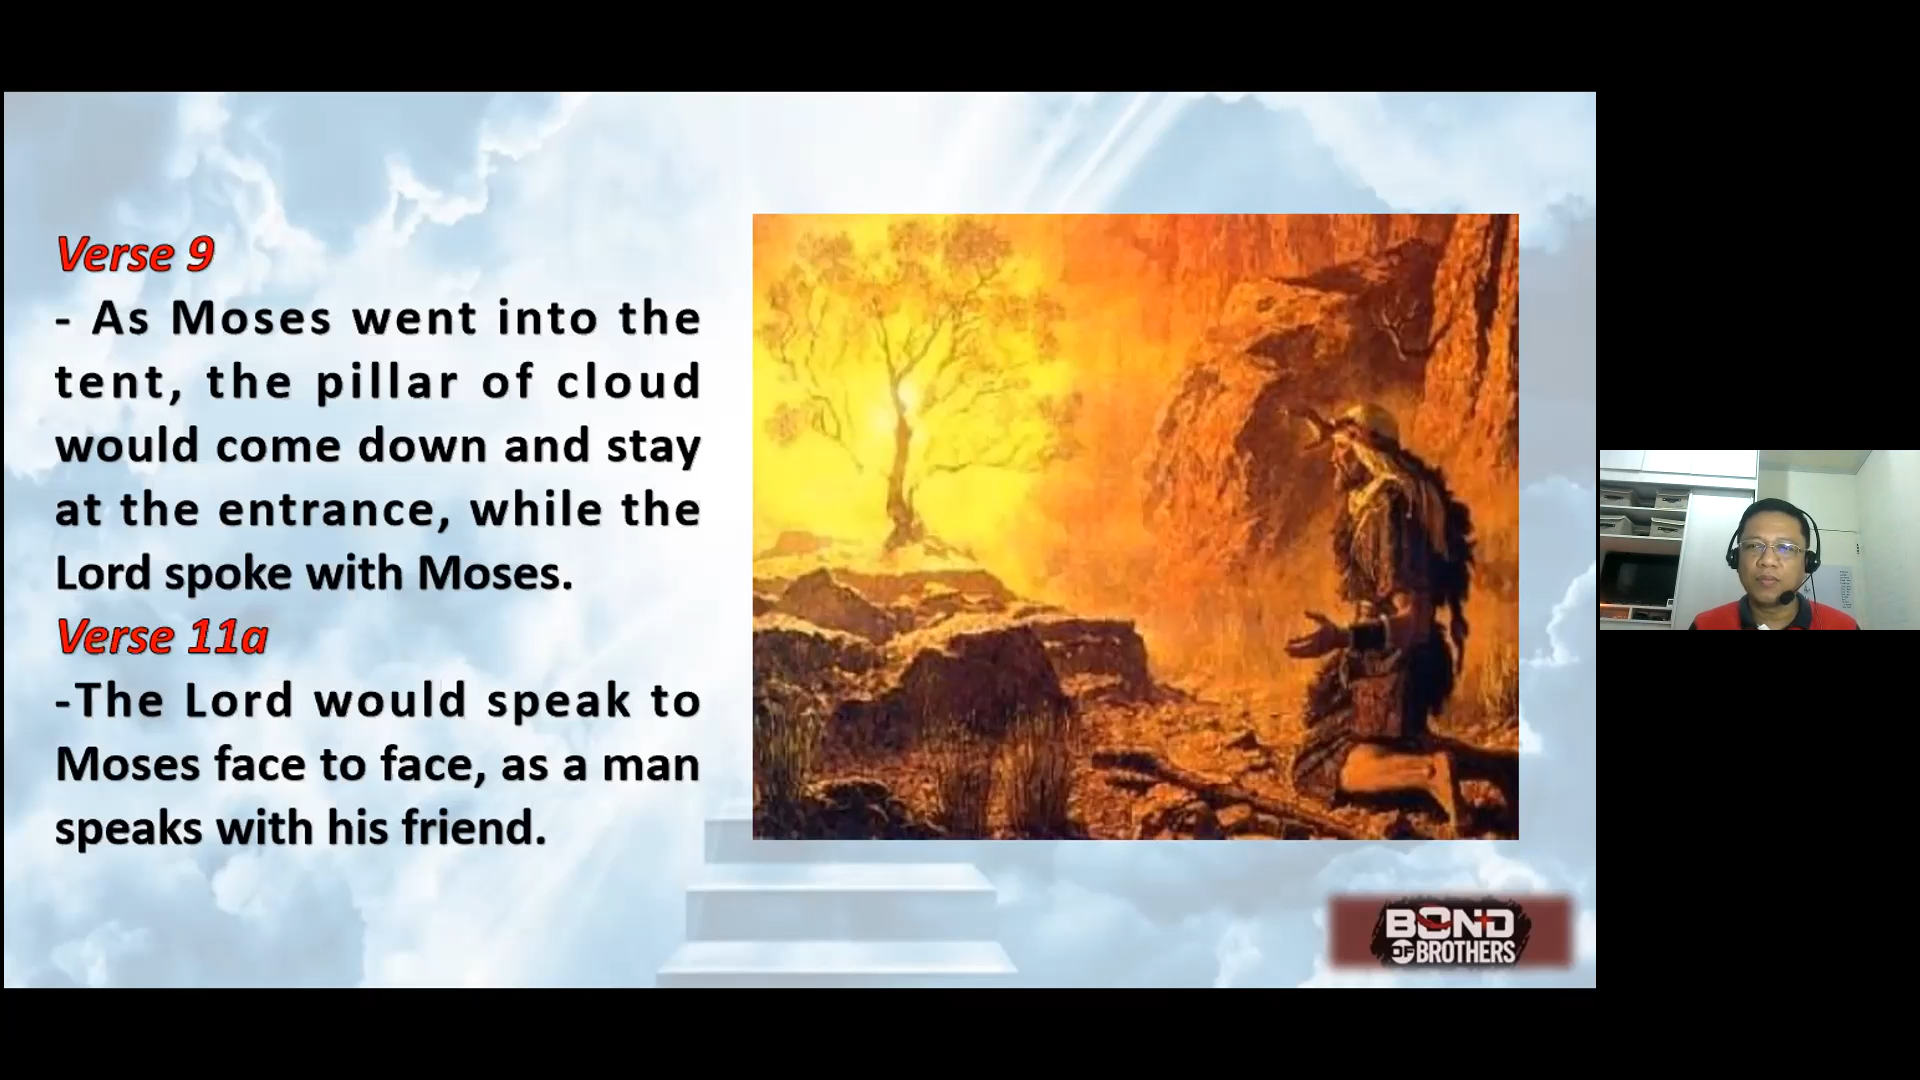 Verse 9
- As Moses went into the
tent, the pillar of cloud
would come down and stay
at the entrance, while the
Lord spoke with Moses.
Verse 11a
-The Lord would speak to
Moses face to face, as a man
speaks with his friend.
BOND
OF BROTHERS